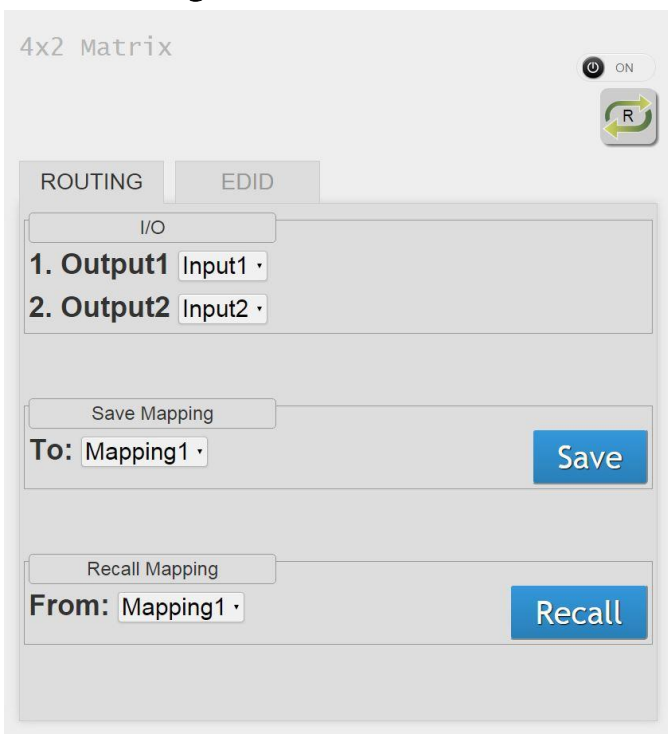 4x2 Matrix
ON
R
ROUTING EDID
I/O
1. Output1 Input1
2. Output2 Input2
Save Mapping
To: Mapping1 Save
Recall Mapping
From: Mapping1 Recall